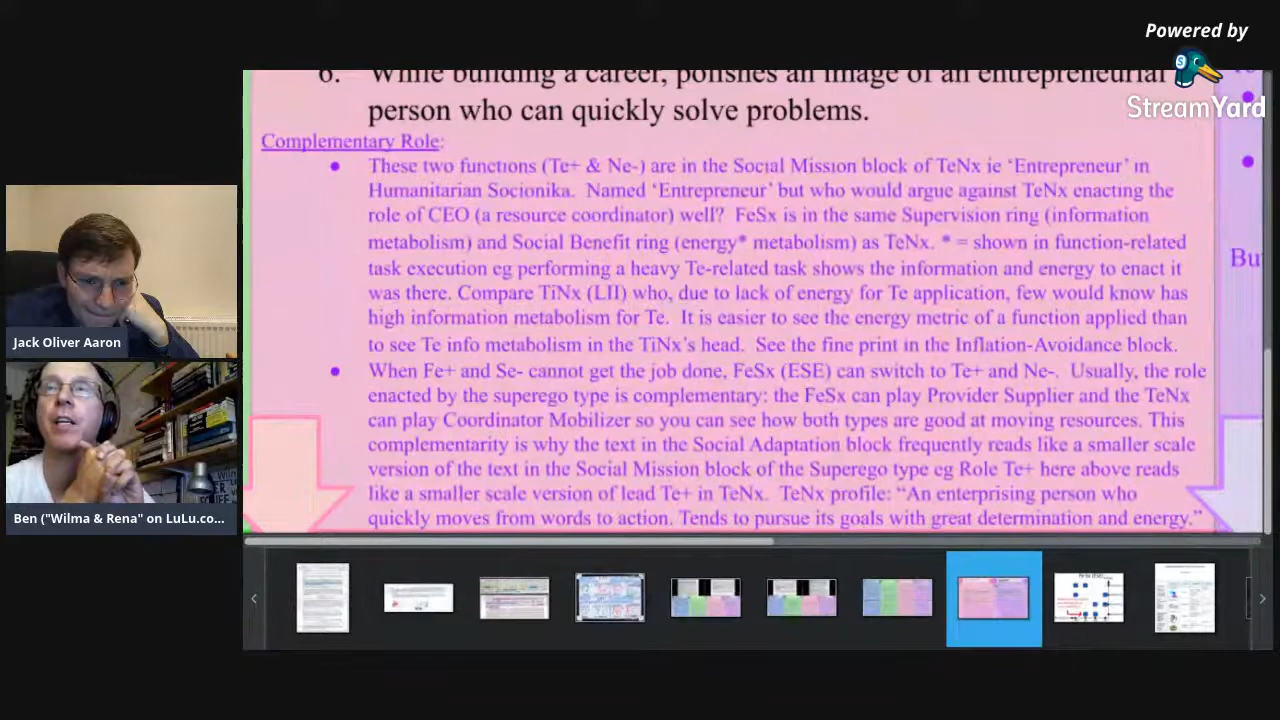 Powered by
StreamYard
6. While building a career, polishes an image of an entrepreneurial
person who can quickly solve problems.
Complementary Role:
• These two functions (Te+ & Ne-) are in the Social Mission block of TeNx ie ‘Entrepreneur’ in
Humanitarian Socionika. Named ‘Entrepreneur’ but who would argue against TeNx enacting the
role of CEO (a resource coordinator) well? FeSx is in the same Supervision ring (information
metabolism) and Social Benefit ring (energy* metabolism) as TeNx. * = shown in function-related
task execution eg performing a heavy Te-related task shows the information and energy to enact it
was there. Compare TiNx (LII) who, due to lack of energy for Te application, few would know has
high information metabolism for Te. It is easier to see the energy metric of a function applied than
to see Te info metabolism in the TiNx's head. See the fine print in the Inflation-Avoidance block.
• When Fe+ and Se- cannot get the job done, FeSx (ESE) can switch to Te+ and Ne-. Usually, the role
enacted by the superego type is complementary: the FeSx can play Provider Supplier and the TeNx
can play Coordinator Mobilizer so you can see how both types are good at moving resources. This
complementarity is why the text in the Social Adaptation block frequently reads like a smaller scale
version of the text in the Social Mission block of the Superego type eg Role Te+ here above reads
like a smaller scale version of lead Te+ in TeNx. TeNx profile: “An enterprising person who
quickly moves from words to action. Tends to pursue its goals with great determination and energy.”
Bu
Jack Oliver Aaron
Ben ("Wilma & Rena" on LuLu.co...